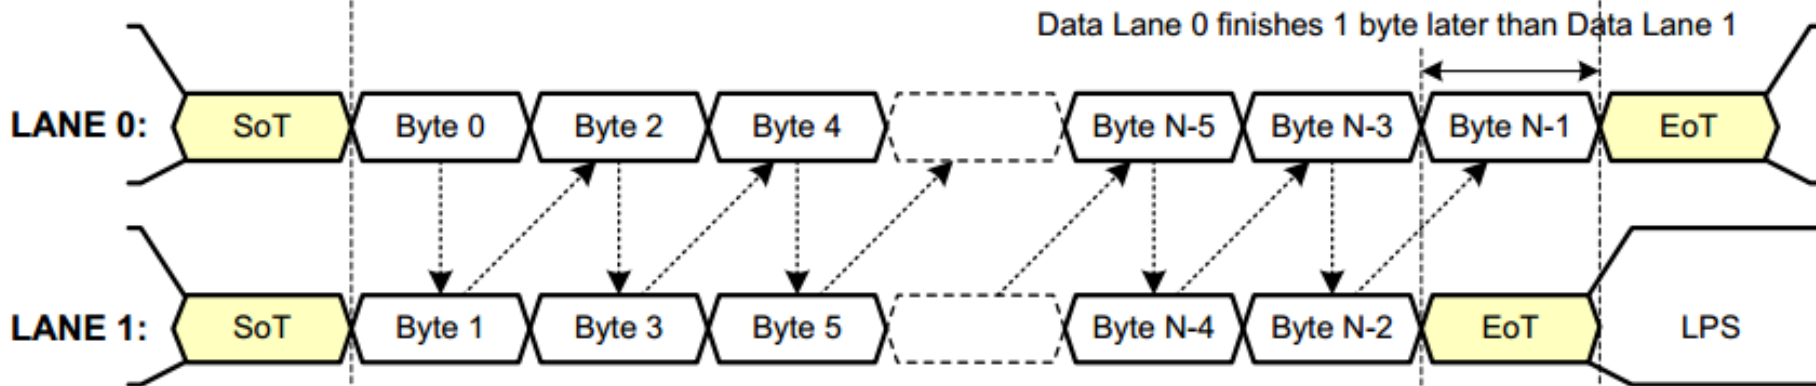 Data Lane 0 finishes 1 byte later than Data Lane 1
LANE 0: SoT Byte 0 Byte 2 Byte 4 Byte N-5 Byte N-3 Byte N-1 EoT
LANE 1: SoT Byte 1 Byte 3 Byte 5 Byte N-4 Byte N-2 EoT LPS